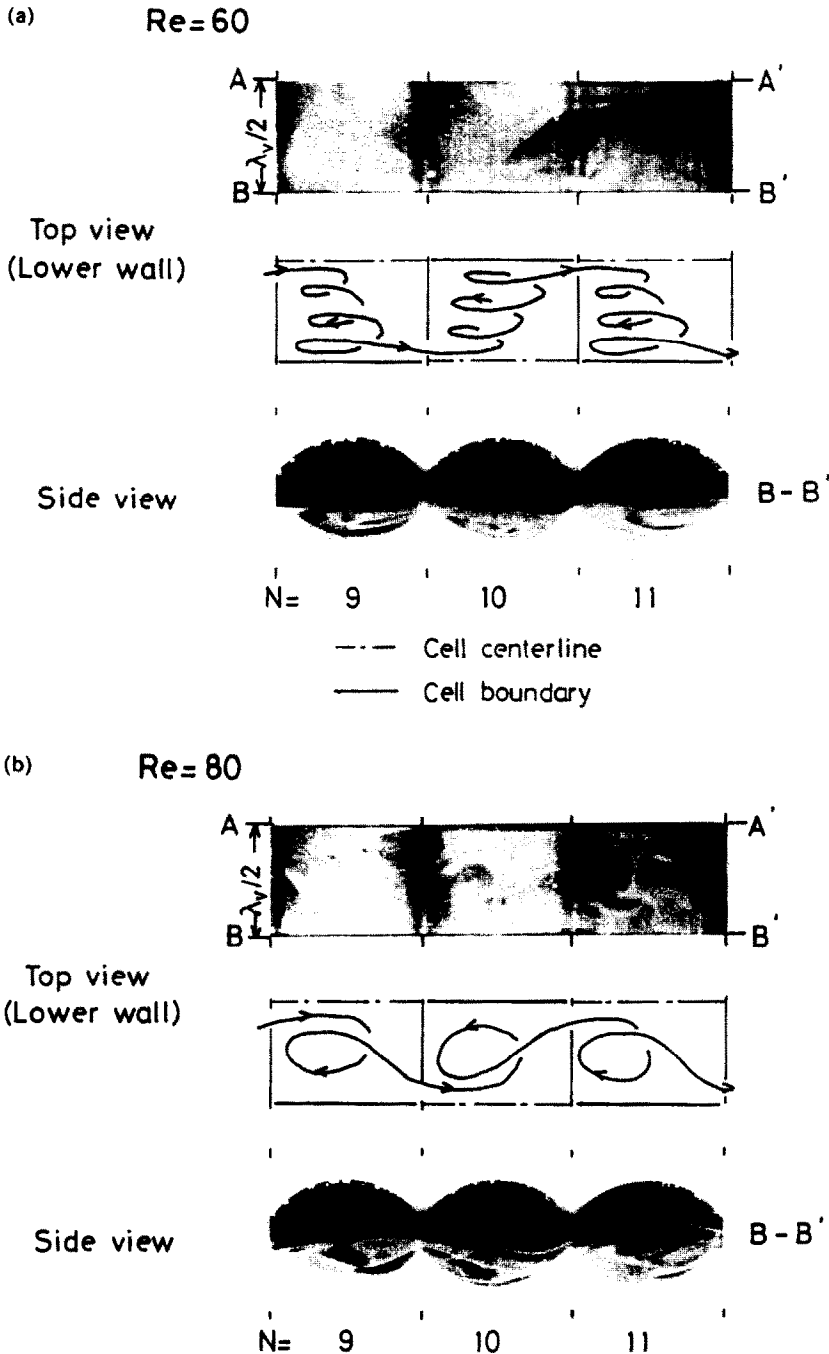 (a) Re=60
A A'
λv/2
B B'
Top view
(Lower wall)
Side view B-B'
N= 9 10 11
Cell centerline
Cell boundary
(b) Re=80
A A'
λv/2
B B'
Top view
(Lower wall)
Side view B-B'
N= 9 10 11